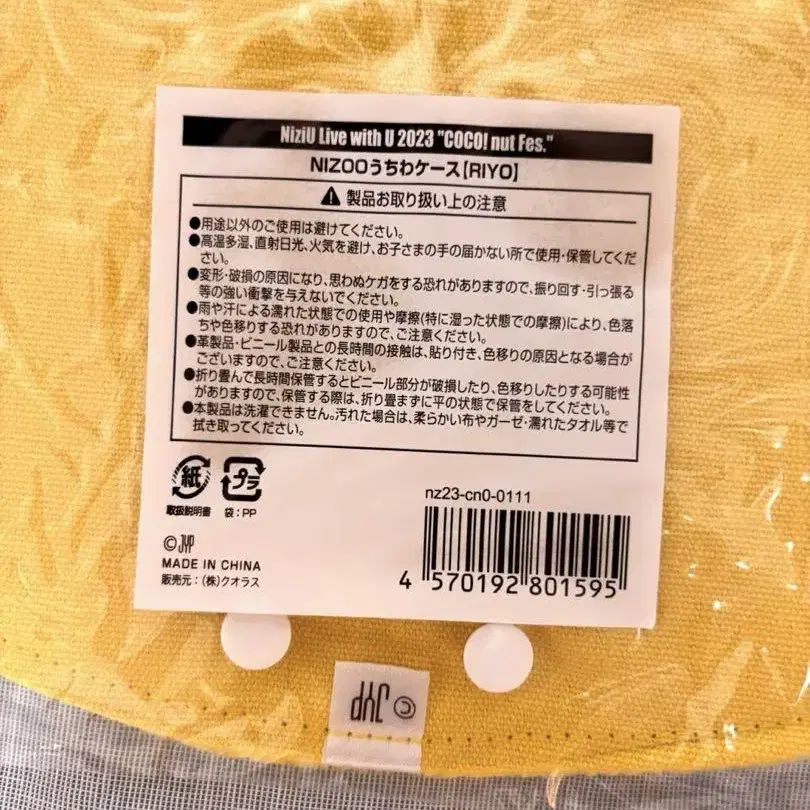 NiziU Live with U 2023 "COCO! nut Fes."
NIZOOうちわケース【RIYO】
⚠ 製品お取り扱い上の注意
●用途以外のご使用は避けてください。
●高温多湿、直射日光、火気を避け、お子さまの手の届かない所で使用・保管してくだ
さい。
●変形・破損の原因になり、思わぬケガをする恐れがありますので、振り回す・引っ張る
等の強い衝撃を与えないでください。
●雨や汗による濡れた状態での使用や摩擦(特に湿った状態での摩擦)により、色落
ちや色移りする恐れがありますので、ご注意ください。
●革製品・ビニール製品との長時間の接触は、貼り付き、色移りの原因となる場合が
ございますので、ご注意ください。
●折り畳んで長時間保管するとビニール部分が破損したり、色移りしたりする可能性
がありますので、保管する際は、折り畳まずに平の状態で保管をしてください。
●本製品は洗濯できません。汚れた場合は、柔らかい布やガーゼ・濡れたタオル等で
拭き取ってください。
紙 プラ
取扱説明書 袋:PP
nz23-cn0-0111
©JYP
MADE IN CHINA
販売元:(株)クオラス
4 570192 801595
© JYP